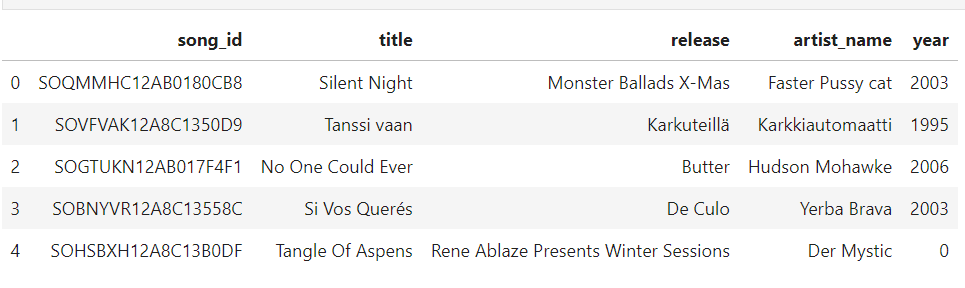 song_id title release artist_name year
0 SOQMMHC12AB0180CB8 Silent Night Monster Ballads X-Mas Faster Pussy cat 2003
1 SOVFVAK12A8C1350D9 Tanssi vaan Karkuteillä Karkkiautomaatti 1995
2 SOGTUKN12AB017F4F1 No One Could Ever Butter Hudson Mohawke 2006
3 SOBNYVR12A8C13558C Si Vos Querés De Culo Yerba Brava 2003
4 SOHSBXH12A8C13B0DF Tangle Of Aspens Rene Ablaze Presents Winter Sessions Der Mystic 0